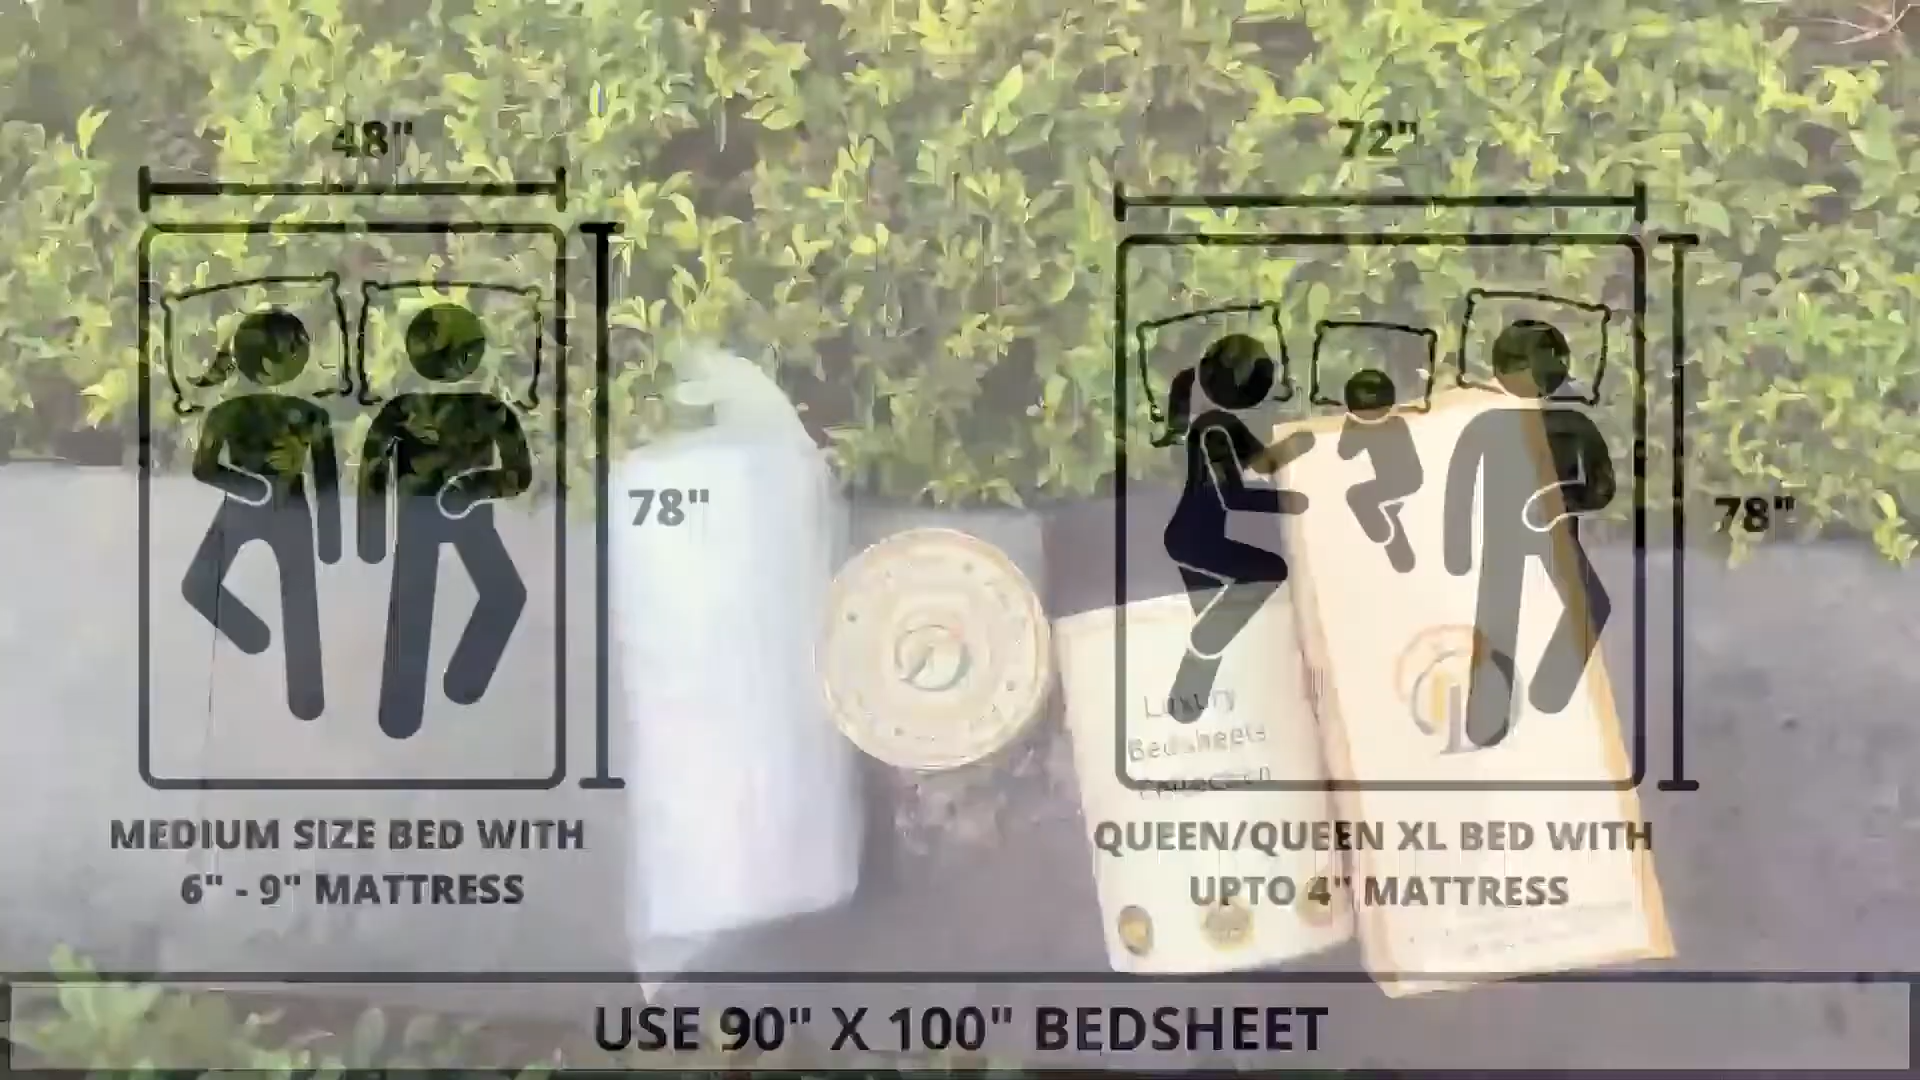 48"
78"
MEDIUM SIZE BED WITH
6" - 9" MATTRESS
72"
78"
QUEEN/QUEEN XL BED WITH
UPTO 4" MATTRESS
Luxury
Bedsheets
Collection
USE 90" X 100" BEDSHEET